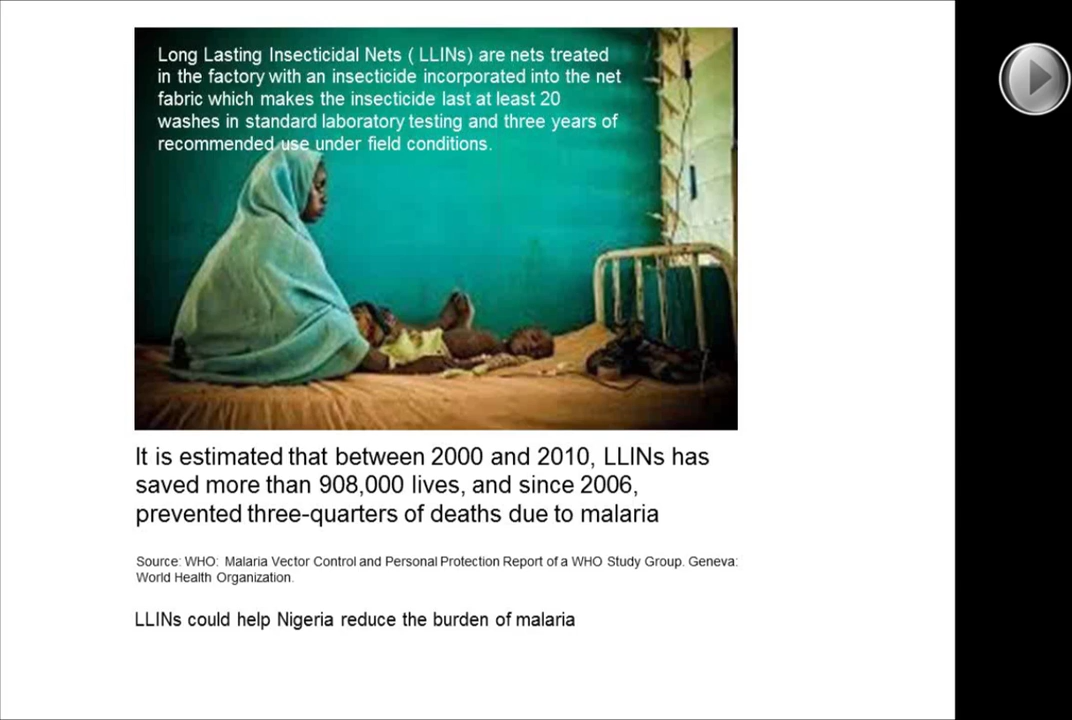 Long Lasting Insecticidal Nets ( LLINs) are nets treated
in the factory with an insecticide incorporated into the net
fabric which makes the insecticide last at least 20
washes in standard laboratory testing and three years of
recommended use under field conditions.
It is estimated that between 2000 and 2010, LLINs has
saved more than 908,000 lives, and since 2006,
prevented three-quarters of deaths due to malaria
Source: WHO: Malaria Vector Control and Personal Protection Report of a WHO Study Group. Geneva:
World Health Organization.
LLINs could help Nigeria reduce the burden of malaria